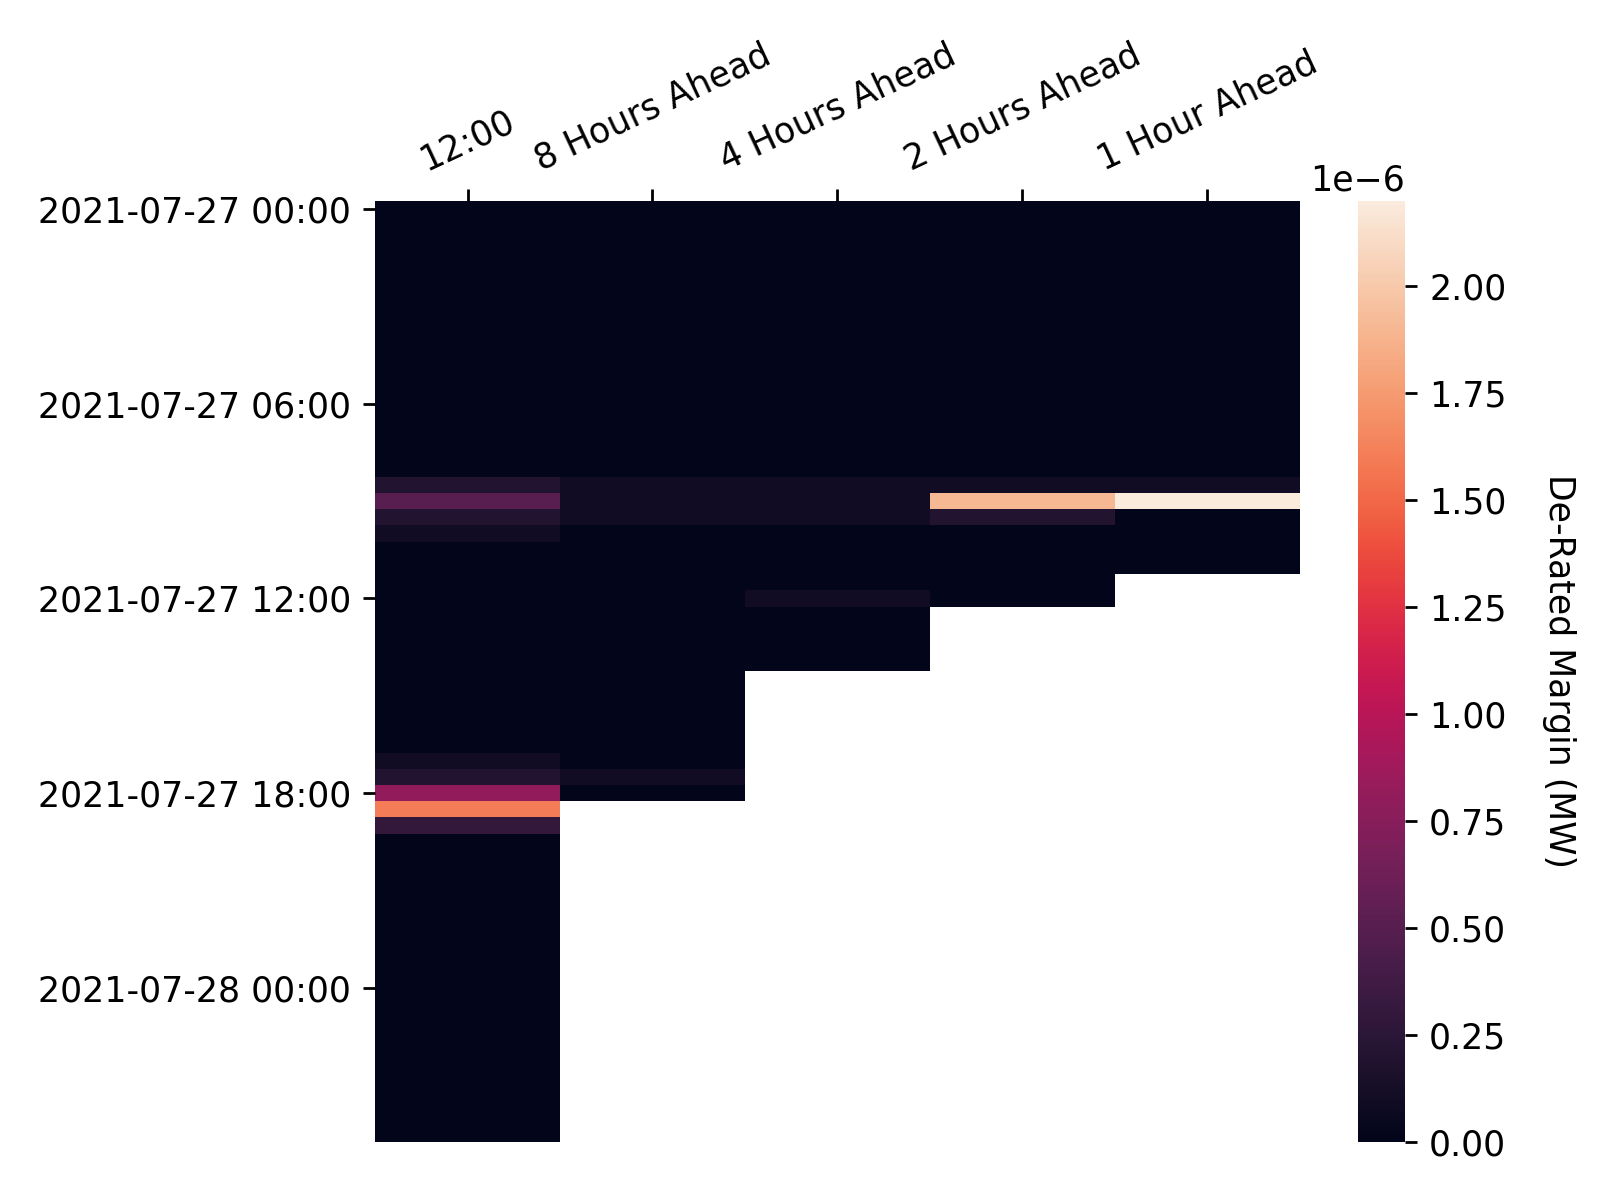 12:00
8 Hours Ahead
4 Hours Ahead
2 Hours Ahead
1 Hour Ahead
1e−6
2021-07-27 00:00
2021-07-27 06:00
2021-07-27 12:00
2021-07-27 18:00
2021-07-28 00:00
2.00
1.75
1.50
1.25
1.00
0.75
0.50
0.25
0.00
De-Rated Margin (MW)